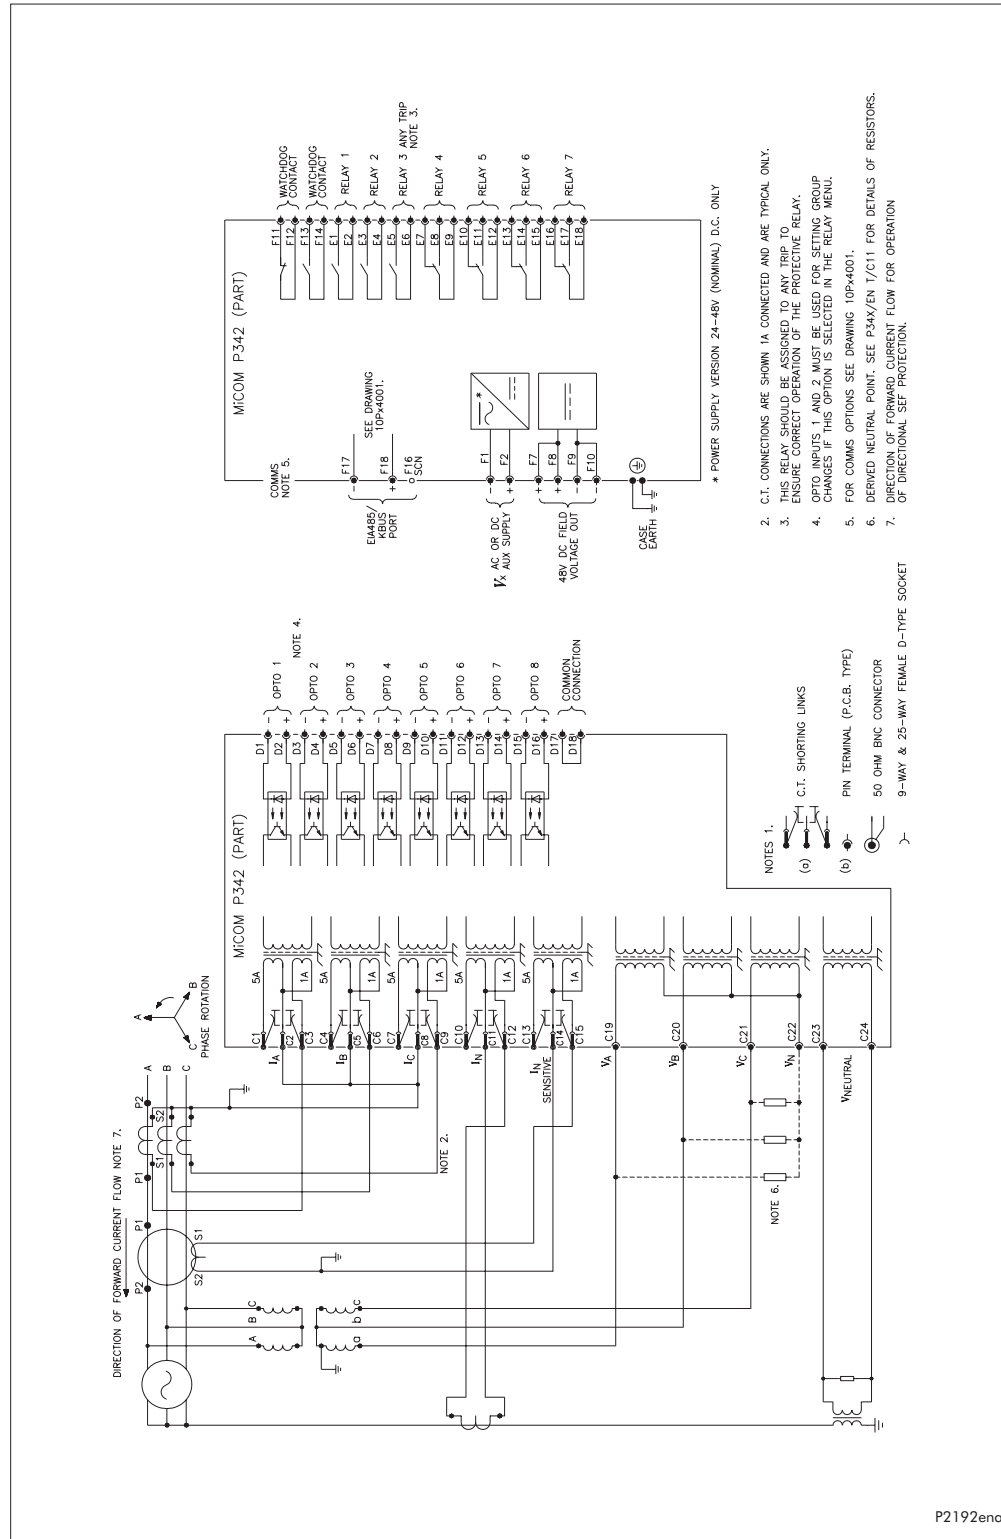 DIRECTION OF FORWARD CURRENT FLOW NOTE 7.
P2
P1
P1
P2
A
B
C
S1
S2
S1
S2
A
B
C
PHASE ROTATION
A
B
C
a
b
c
NOTE 2.
NOTE 6.
MiCOM P342 (PART)
C1
C2
C3
C4
C5
C6
C7
C8
C9
C10
C11
C12
C13
C14
C15
C19
C20
C21
C22
C23
C24
IA
IB
IC
IN
IN
SENSITIVE
VA
VB
VC
VN
VNEUTRAL
5A
1A
5A
1A
5A
1A
5A
1A
5A
1A
D1
D2
D3
D4
D5
D6
D7
D8
D9
D10
D11
D12
D13
D14
D15
D16
D17
D18
- + OPTO 1
- + OPTO 2
- + OPTO 3
- + OPTO 4
- + OPTO 5
- + OPTO 6
- + OPTO 7
- + OPTO 8
COMMON
CONNECTION
NOTE 4.
NOTES 1.
(a)
C.T. SHORTING LINKS
(b)
PIN TERMINAL (P.C.B. TYPE)
50 OHM BNC CONNECTOR
9-WAY & 25-WAY FEMALE D-TYPE SOCKET
MiCOM P342 (PART)
COMMS
NOTE 5.
EIA485/
KBUS
PORT
F17
-
F18
+
F16
SCN
SEE DRAWING
10Px4001.
Vx AC OR DC
AUX SUPPLY
F1
-
F2
+
*
48V DC FIELD
VOLTAGE OUT
F7
+
F8
+
F9
-
F10
-
CASE
EARTH
F11
F12
F13
F14
E1
E2
E3
E4
E5
E6
E7
E8
E9
E10
E11
E12
E13
E14
E15
E16
E17
E18
WATCHDOG
CONTACT
WATCHDOG
CONTACT
RELAY 1
RELAY 2
RELAY 3 ANY TRIP
NOTE 3.
RELAY 4
RELAY 5
RELAY 6
RELAY 7
* POWER SUPPLY VERSION 24-48V (NOMINAL) D.C. ONLY
2. C.T. CONNECTIONS ARE SHOWN 1A CONNECTED AND ARE TYPICAL ONLY.
3. THIS RELAY SHOULD BE ASSIGNED TO ANY TRIP TO
ENSURE CORRECT OPERATION OF THE PROTECTIVE RELAY.
4. OPTO INPUTS 1 AND 2 MUST BE USED FOR SETTING GROUP
CHANGES IF THIS OPTION IS SELECTED IN THE RELAY MENU.
5. FOR COMMS OPTIONS SEE DRAWING 10Px4001.
6. DERIVED NEUTRAL POINT. SEE P34X/EN T/C11 FOR DETAILS OF RESISTORS.
7. DIRECTION OF FORWARD CURRENT FLOW FOR OPERATION
OF DIRECTIONAL SEF PROTECTION.
P2192ena